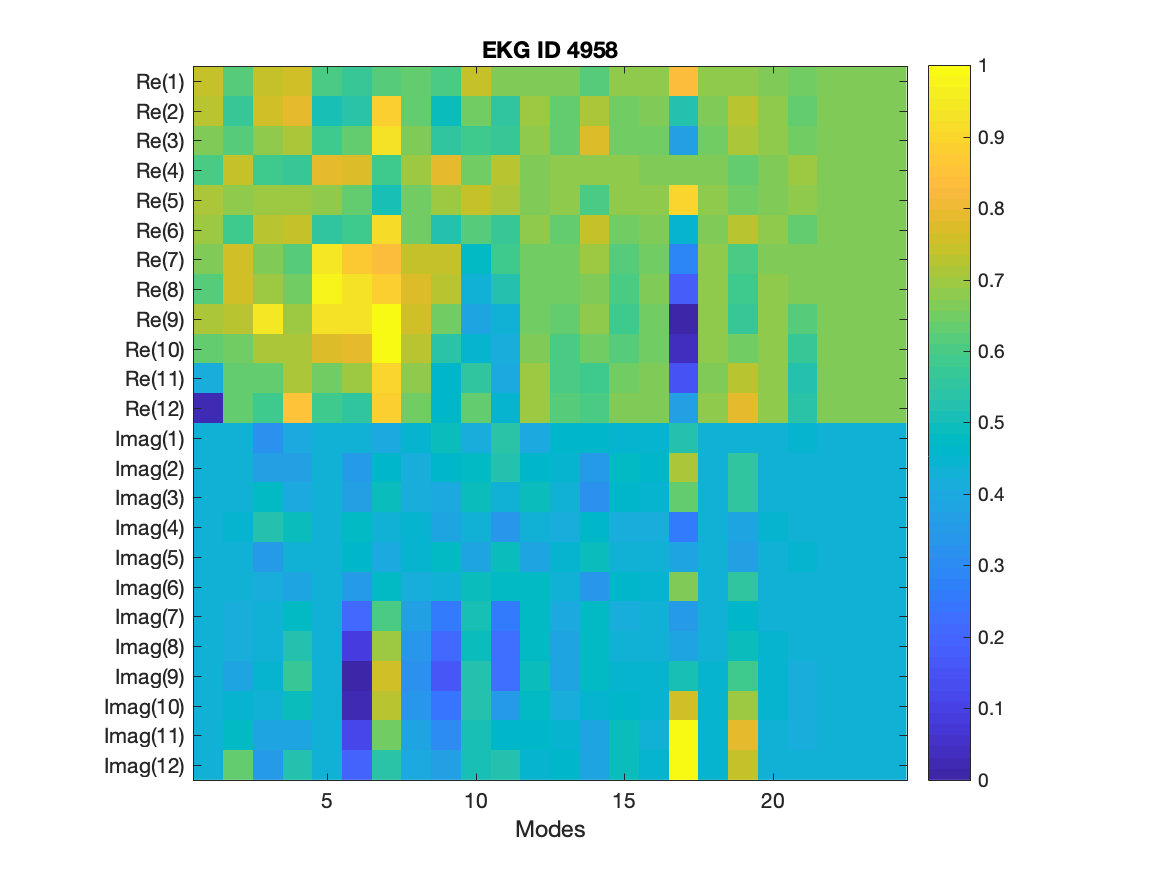 EKG ID 4958
Re(1)
Re(2)
Re(3)
Re(4)
Re(5)
Re(6)
Re(7)
Re(8)
Re(9)
Re(10)
Re(11)
Re(12)
Imag(1)
Imag(2)
Imag(3)
Imag(4)
Imag(5)
Imag(6)
Imag(7)
Imag(8)
Imag(9)
Imag(10)
Imag(11)
Imag(12)
5 10 15 20
Modes
1
0.9
0.8
0.7
0.6
0.5
0.4
0.3
0.2
0.1
0